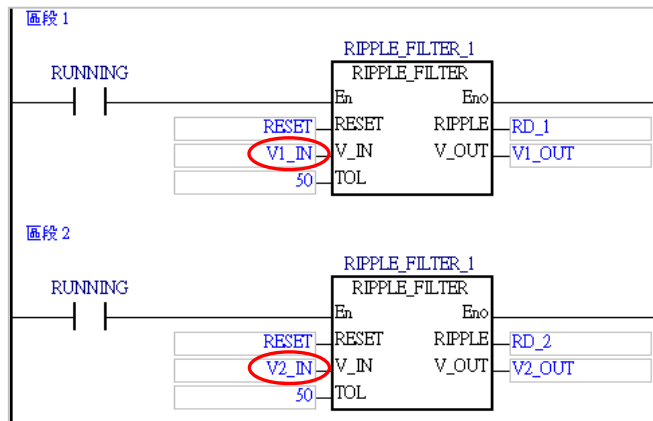 區段 1
RIPPLE_FILTER_1
RUNNING
RIPPLE_FILTER
En Eno
RESET RESET RIPPLE RD_1
V1_IN V_IN V_OUT V1_OUT
50 TOL
區段 2
RIPPLE_FILTER_1
RUNNING
RIPPLE_FILTER
En Eno
RESET RESET RIPPLE RD_2
V2_IN V_IN V_OUT V2_OUT
50 TOL